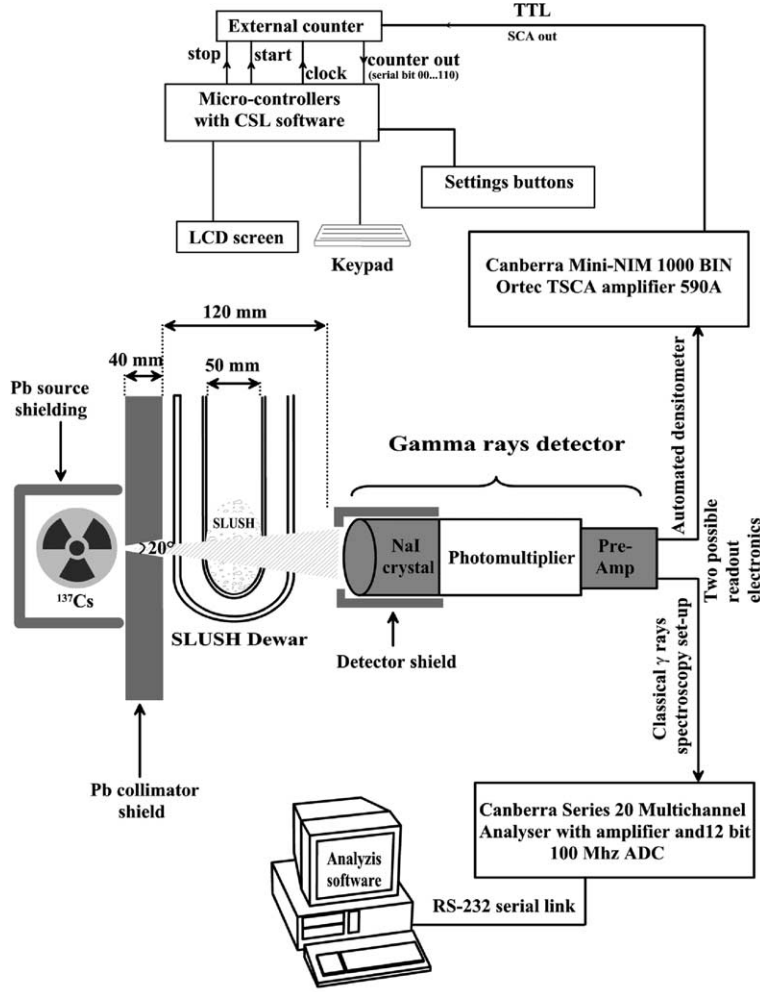 TTL
External counter
SCA out
stop
start
clock
counter out
(serial bit 00...110)
Micro-controllers
with CSL software
Settings buttons
LCD screen
Keypad
Canberra Mini-NIM 1000 BIN
Ortec TSCA amplifier 590A
120 mm
40 mm
50 mm
Pb source
shielding
Gamma rays detector
Automated densitometer
SLUSH
20°
NaI
crystal
Photomultiplier
Pre-
Amp
Two possible
readout
electronics
137Cs
SLUSH Dewar
Detector shield
Classical γ rays
spectroscopy set-up
Pb collimator
shield
Canberra Series 20 Multichannel
Analyser with amplifier and12 bit
100 Mhz ADC
Analyzis
software
RS-232 serial link